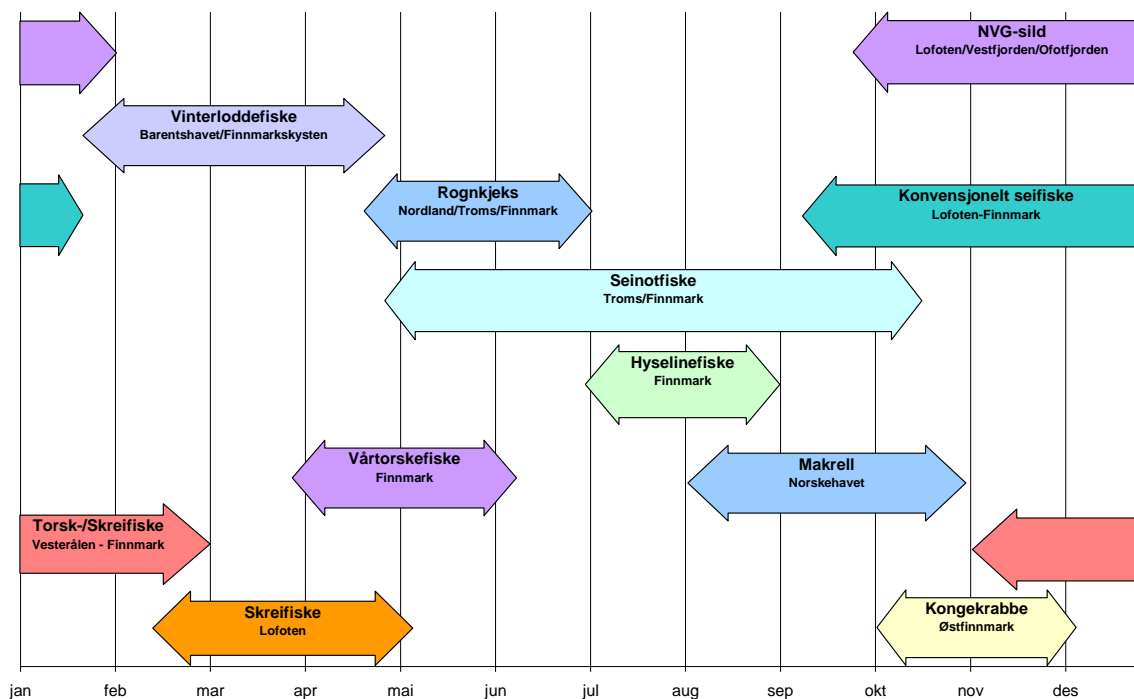 NVG-sild
Lofoten/Vestfjorden/Ofotfjorden
Vinterloddefiske
Barentshavet/Finnmarkskysten
Rognkjeks
Nordland/Troms/Finnmark
Konvensjonelt seifiske
Lofoten-Finnmark
Seinotfiske
Troms/Finnmark
Hyselinefiske
Finnmark
Vårtorskefiske
Finnmark
Makrell
Norskehavet
Torsk-/Skreifiske
Vesterålen - Finnmark
Skreifiske
Lofoten
Kongekrabbe
Østfinnmark
jan feb mar apr mai jun jul aug sep okt nov des